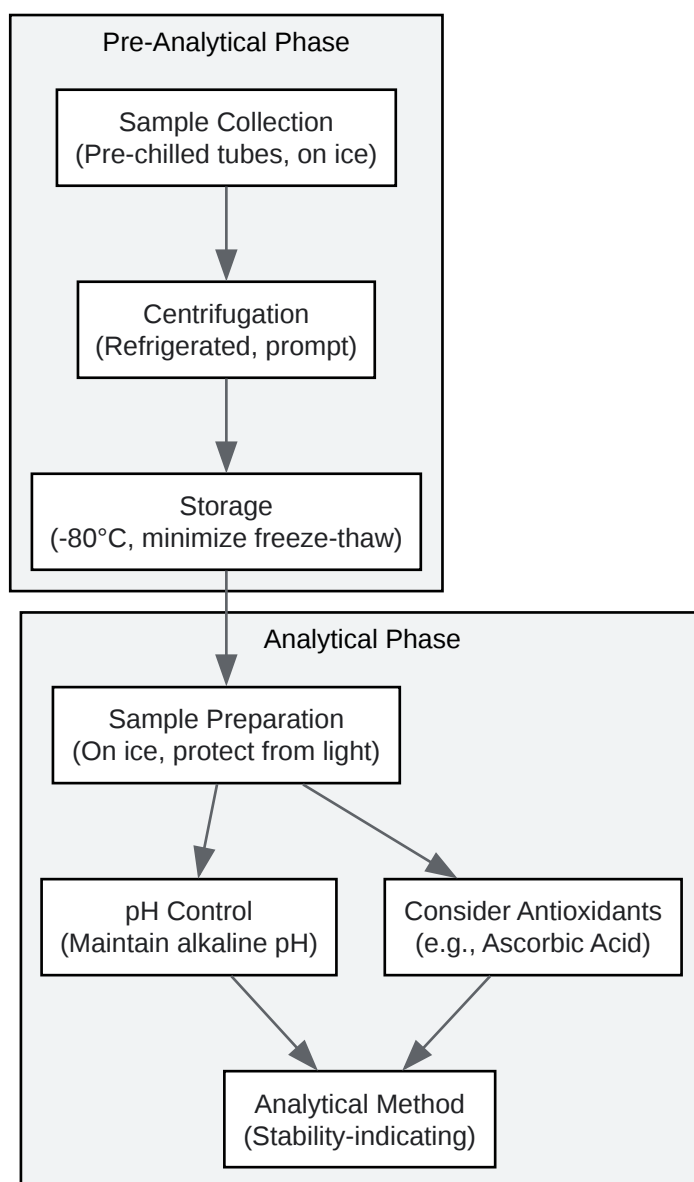 Pre-Analytical Phase
Sample Collection
(Pre-chilled tubes, on ice)
Centrifugation
(Refrigerated, prompt)
Storage
(-80°C, minimize freeze-thaw)
Analytical Phase
Sample Preparation
(On ice, protect from light)
pH Control
(Maintain alkaline pH)
Consider Antioxidants
(e.g., Ascorbic Acid)
Analytical Method
(Stability-indicating)